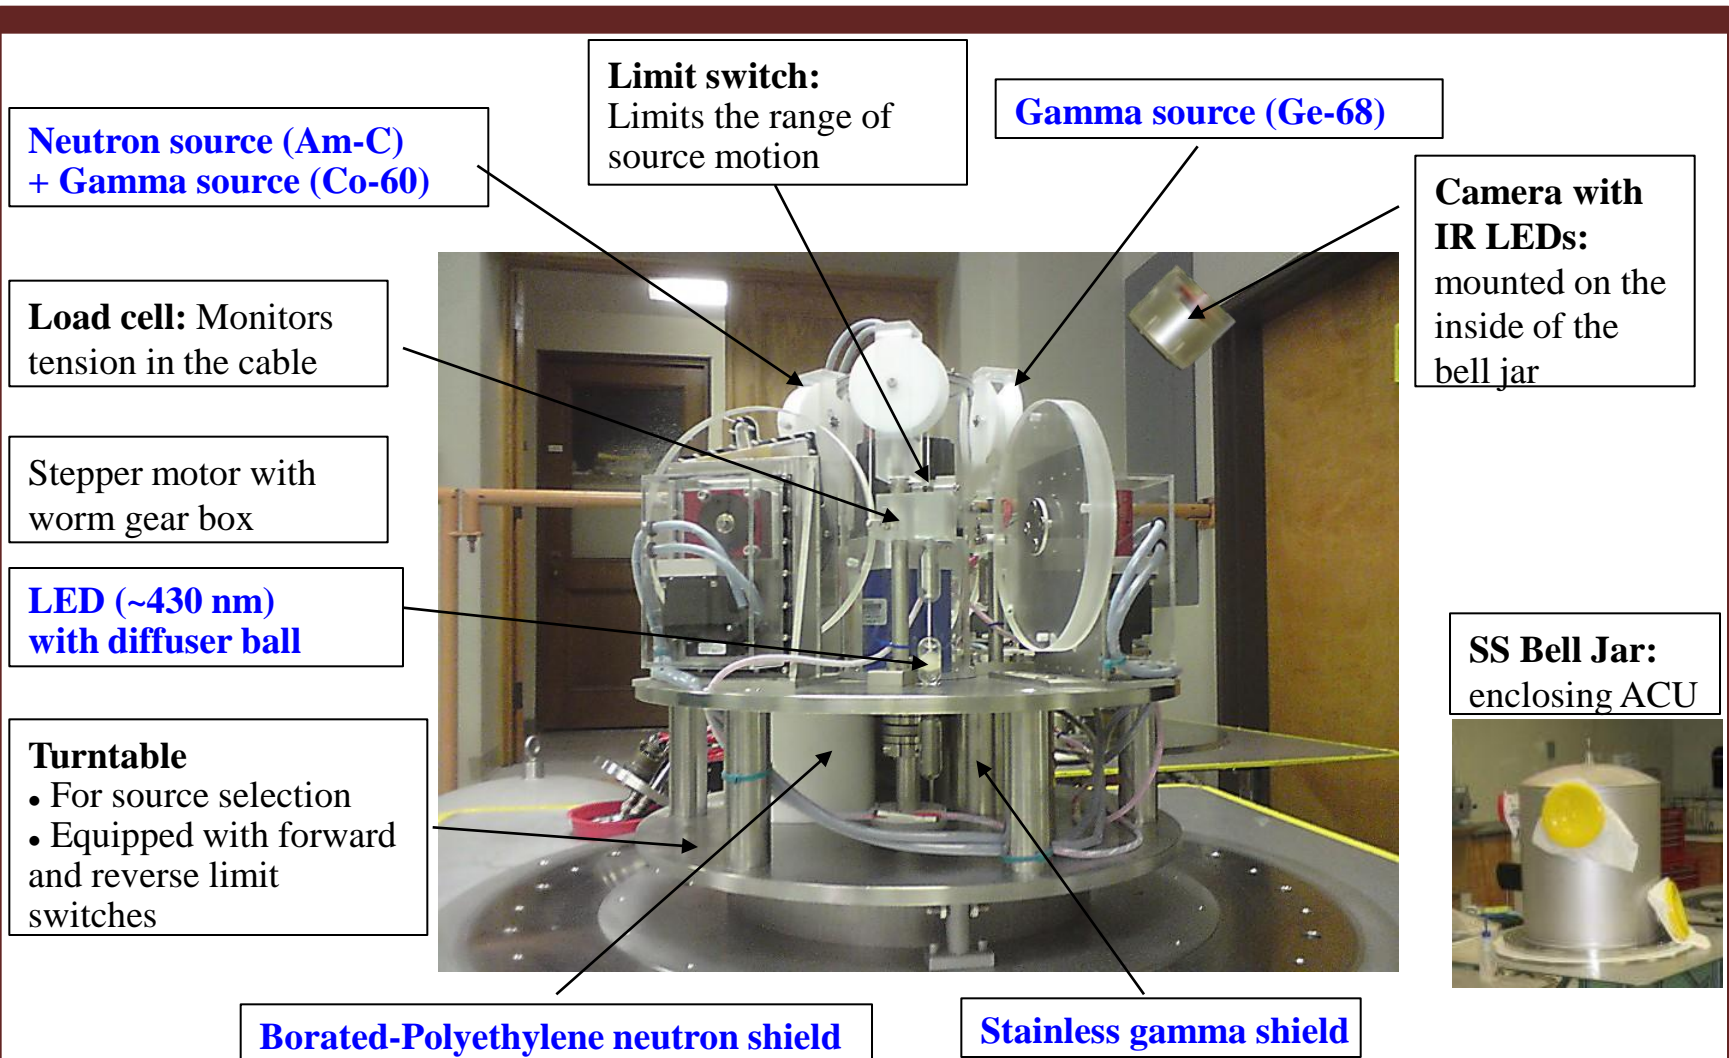 Neutron source (Am-C)
+ Gamma source (Co-60)
Limit switch:
Limits the range of
source motion
Gamma source (Ge-68)
Camera with
IR LEDs:
mounted on the
inside of the
bell jar
Load cell: Monitors
tension in the cable
Stepper motor with
worm gear box
LED (~430 nm)
with diffuser ball
SS Bell Jar:
enclosing ACU
Turntable
• For source selection
• Equipped with forward
and reverse limit
switches
Borated-Polyethylene neutron shield
Stainless gamma shield